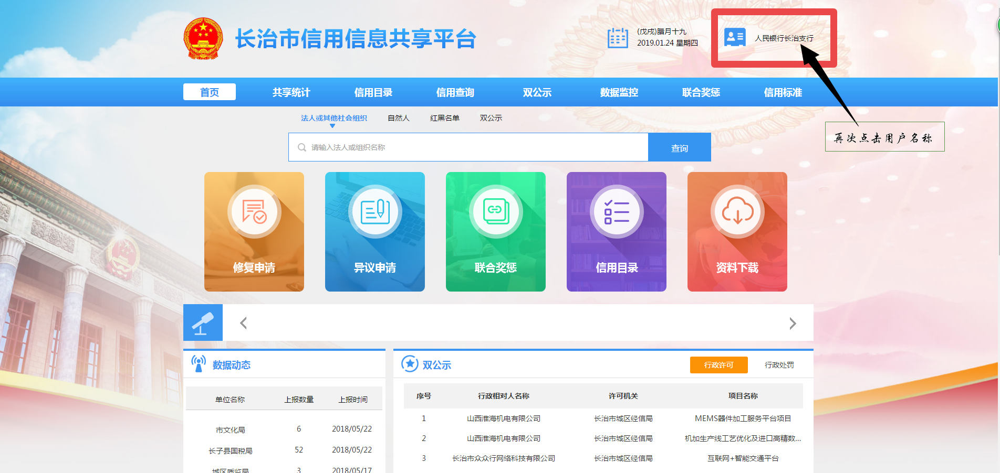 长治市信用信息共享平台
(戊戌)腊月十九
2019.01.24 星期四
人民银行长治支行
首页 共享统计 信用目录 信用查询 双公示 数据监控 联合奖惩 信用标准
再次点击用户名称
法人或其他社会组织 自然人 红黑名单 双公示
请输入法人或组织名称 查询
修复申请 异议申请 联合奖惩 信用目录 资料下载
数据动态
单位名称 上报数量 上报时间
市文化局 6 2018/05/22
长子县国税局 52 2018/05/22
城区质监局 3 2018/05/17
双公示 行政许可 行政处罚
序号 行政相对人名称 许可机关 项目名称
1 山西淮海机电有限公司 长治市城区经信局 MEMS器件加工服务平台项目
2 山西淮海机电有限公司 长治市城区经信局 机加生产线工艺优化及进口高精数...
3 长治市众众行网络科技有限公司 长治市城区经信局 互联网+智能交通平台